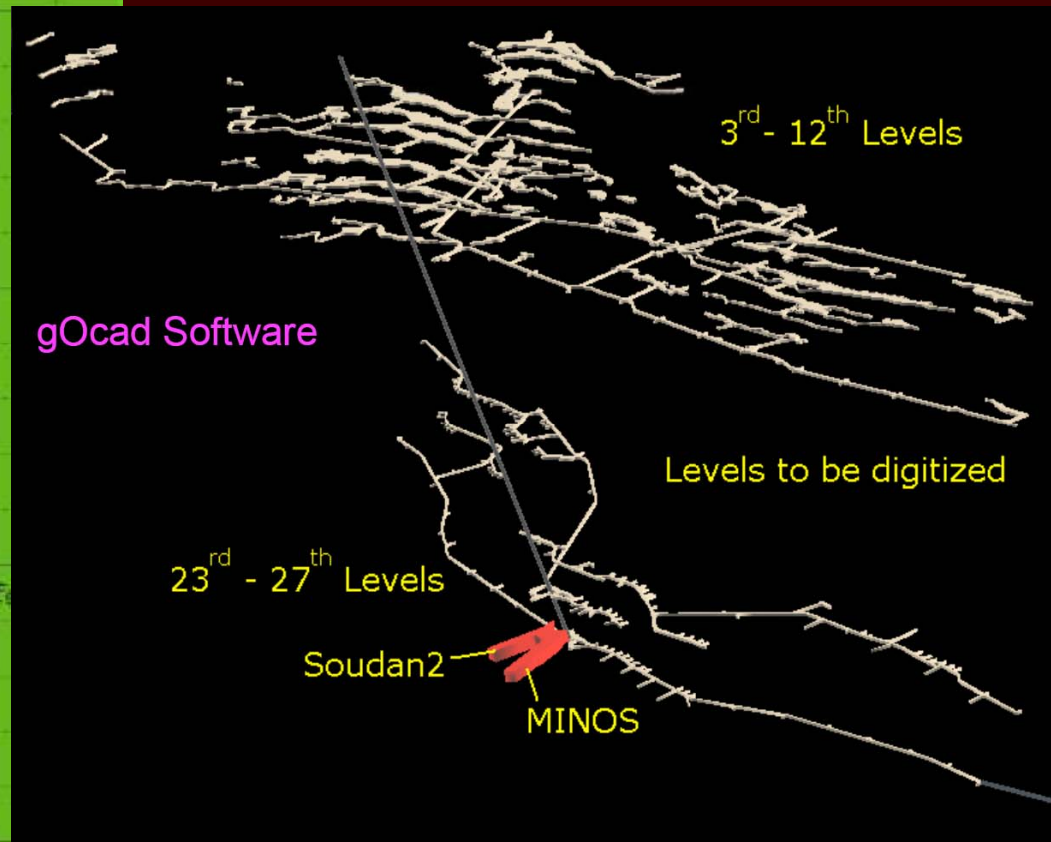 3rd - 12th Levels
gOcad Software
Levels to be digitized
23rd - 27th Levels
Soudan2
MINOS